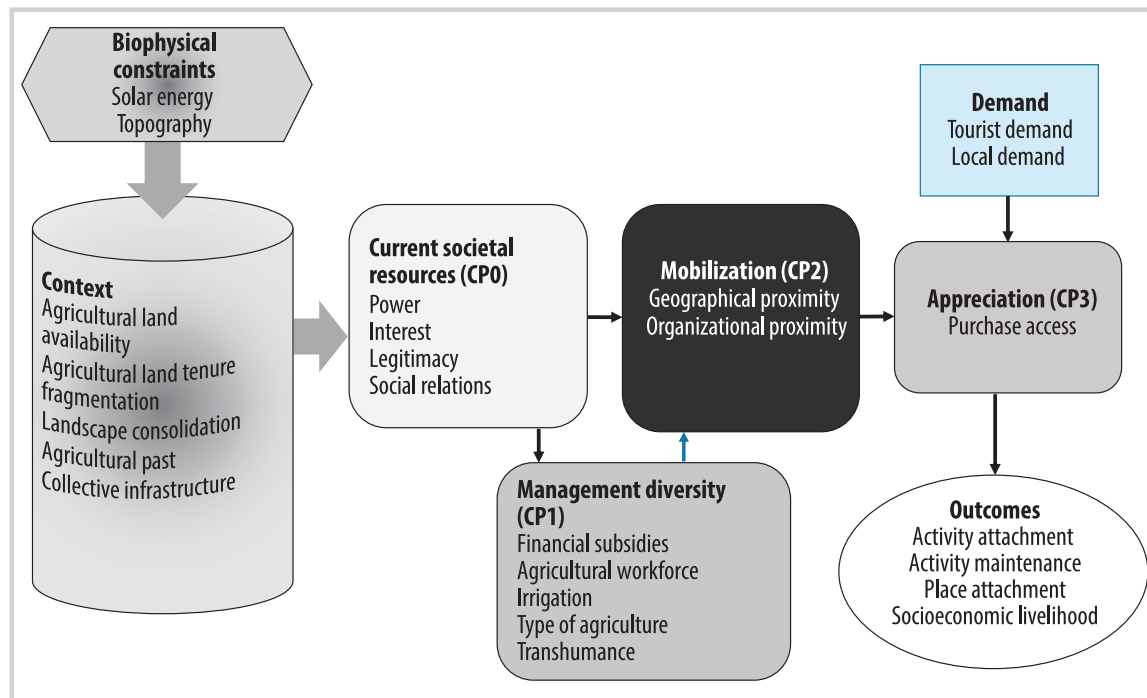 Biophysical
constraints
Solar energy
Topography
Context
Agricultural land
availability
Agricultural land tenure
fragmentation
Landscape consolidation
Agricultural past
Collective infrastructure
Current societal
resources (CP0)
Power
Interest
Legitimacy
Social relations
Management diversity
(CP1)
Financial subsidies
Agricultural workforce
Irrigation
Type of agriculture
Transhumance
Mobilization (CP2)
Geographical proximity
Organizational proximity
Demand
Tourist demand
Local demand
Appreciation (CP3)
Purchase access
Outcomes
Activity attachment
Activity maintenance
Place attachment
Socioeconomic livelihood